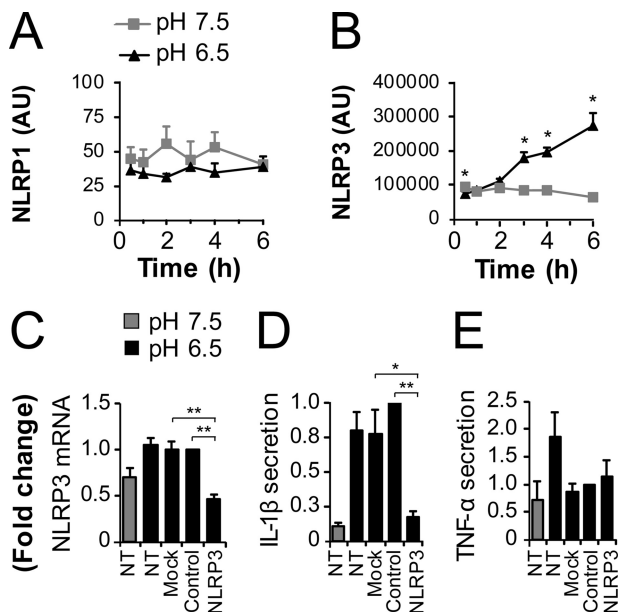 A
pH 7.5
pH 6.5
B
NLRP1 (AU)
100
75
50
25
0
0 2 4 6
Time (h)
NLRP3 (AU)
400000
300000
200000
100000
0
* * * *
0 2 4 6
Time (h)
C
pH 7.5
pH 6.5
D
E
(Fold change)
NLRP3 mRNA
1.5
1.0
0.5
0.0
**
**
NT NT Mock Control NLRP3
IL-1β secretion
1.0
0.8
0.5
0.3
0.0
*
**
NT NT Mock Control NLRP3
TNF-α secretion
2.5
2.0
1.5
1.0
0.5
0.0
NT NT Mock Control NLRP3